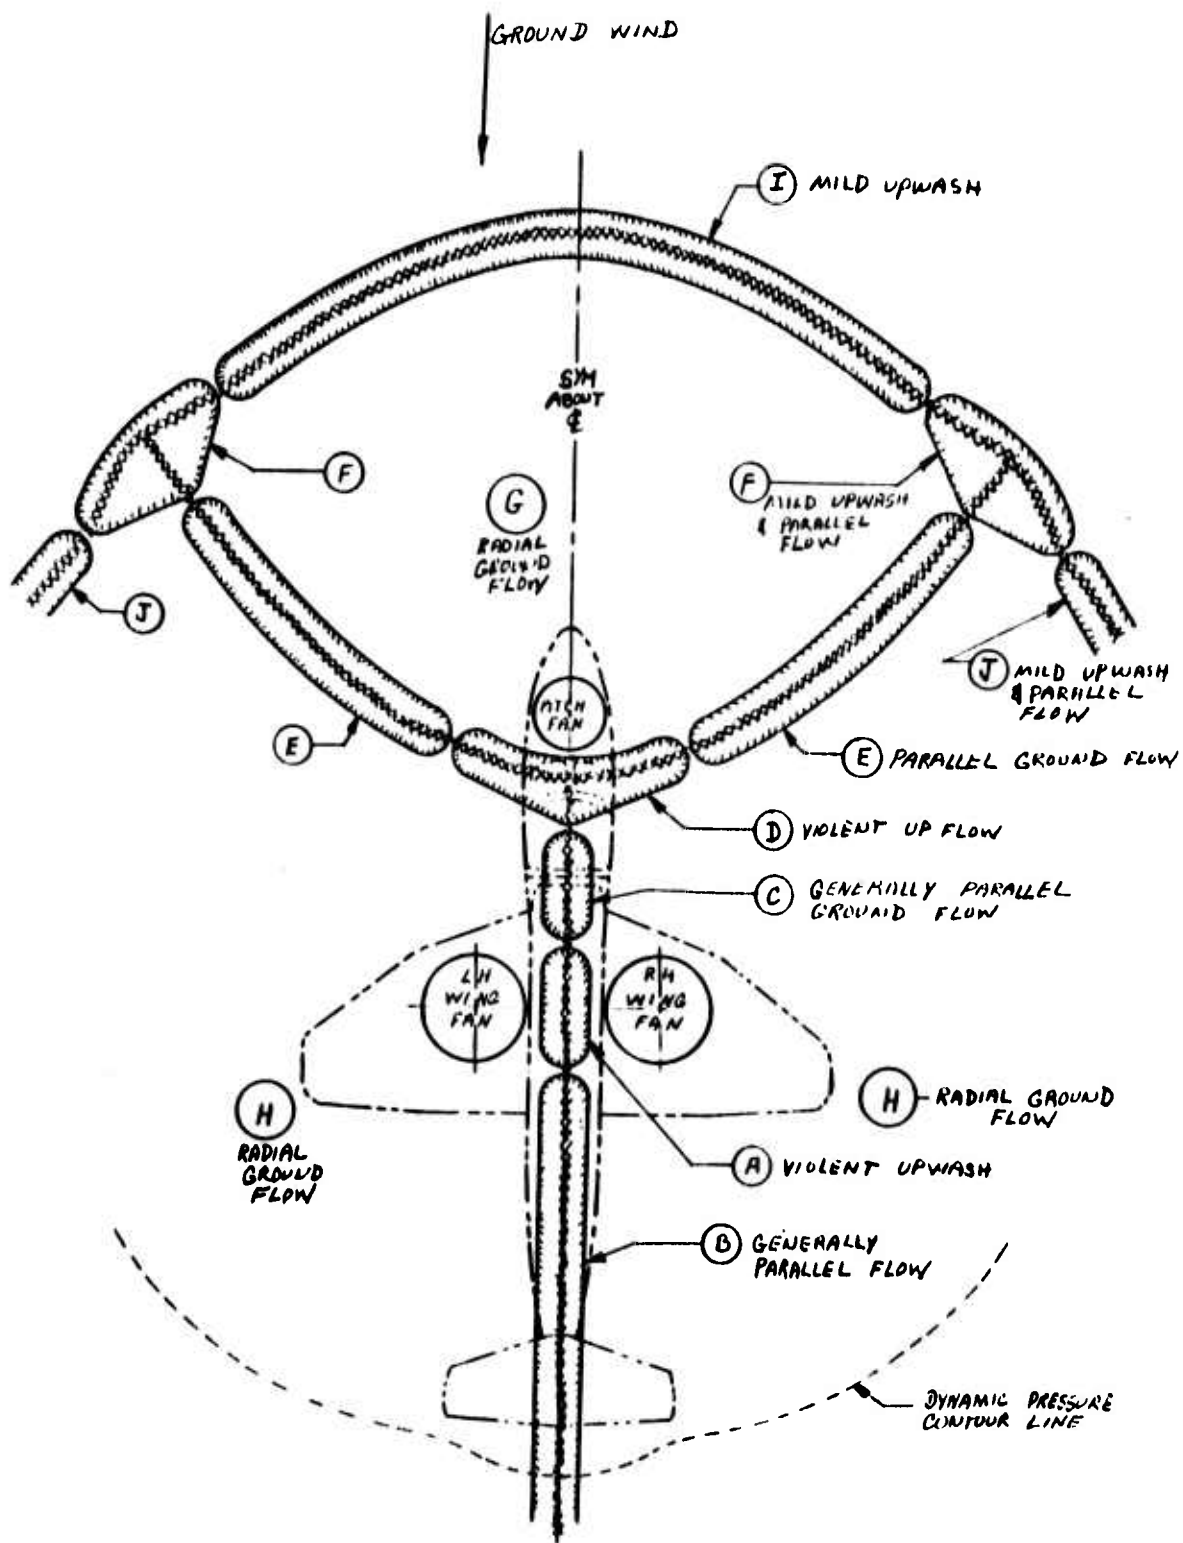 GROUND WIND
I MILD UPWASH
SYM
ABOUT
℄
F
G
RADIAL
GROUND
FLOW
F
MILD UPWASH
& PARALLEL
FLOW
J
J MILD UPWASH
& PARALLEL
FLOW
PITCH
FAN
E
E PARALLEL GROUND FLOW
D VIOLENT UP FLOW
C GENERALLY PARALLEL
GROUND FLOW
LH
WING
FAN
RH
WING
FAN
H
RADIAL
GROUND
FLOW
H RADIAL GROUND
FLOW
A VIOLENT UPWASH
B GENERALLY
PARALLEL FLOW
DYNAMIC PRESSURE
CONTOUR LINE